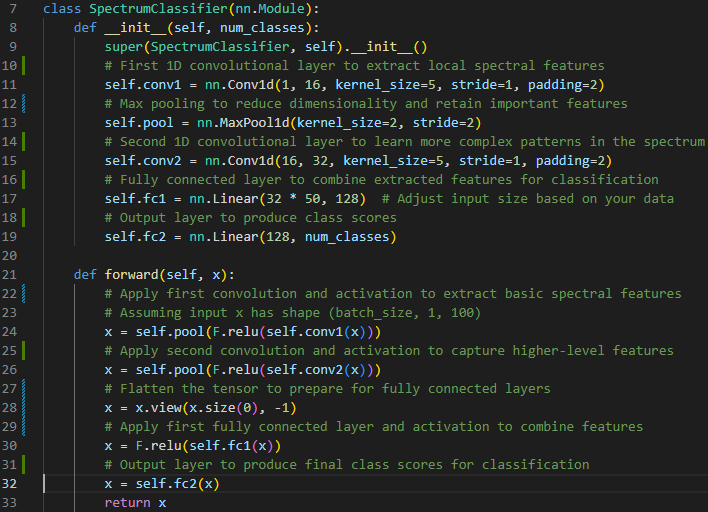 7 class SpectrumClassifier(nn.Module):
8     def __init__(self, num_classes):
9         super(SpectrumClassifier, self).__init__()
10         # First 1D convolutional layer to extract local spectral features
11         self.conv1 = nn.Conv1d(1, 16, kernel_size=5, stride=1, padding=2)
12         # Max pooling to reduce dimensionality and retain important features
13         self.pool = nn.MaxPool1d(kernel_size=2, stride=2)
14         # Second 1D convolutional layer to learn more complex patterns in the spectrum
15         self.conv2 = nn.Conv1d(16, 32, kernel_size=5, stride=1, padding=2)
16         # Fully connected layer to combine extracted features for classification
17         self.fc1 = nn.Linear(32 * 50, 128)  # Adjust input size based on your data
18         # Output layer to produce class scores
19         self.fc2 = nn.Linear(128, num_classes)
20
21     def forward(self, x):
22         # Apply first convolution and activation to extract basic spectral features
23         # Assuming input x has shape (batch_size, 1, 100)
24         x = self.pool(F.relu(self.conv1(x)))
25         # Apply second convolution and activation to capture higher-level features
26         x = self.pool(F.relu(self.conv2(x)))
27         # Flatten the tensor to prepare for fully connected layers
28         x = x.view(x.size(0), -1)
29         # Apply first fully connected layer and activation to combine features
30         x = F.relu(self.fc1(x))
31         # Output layer to produce final class scores for classification
32         x = self.fc2(x)
33         return x